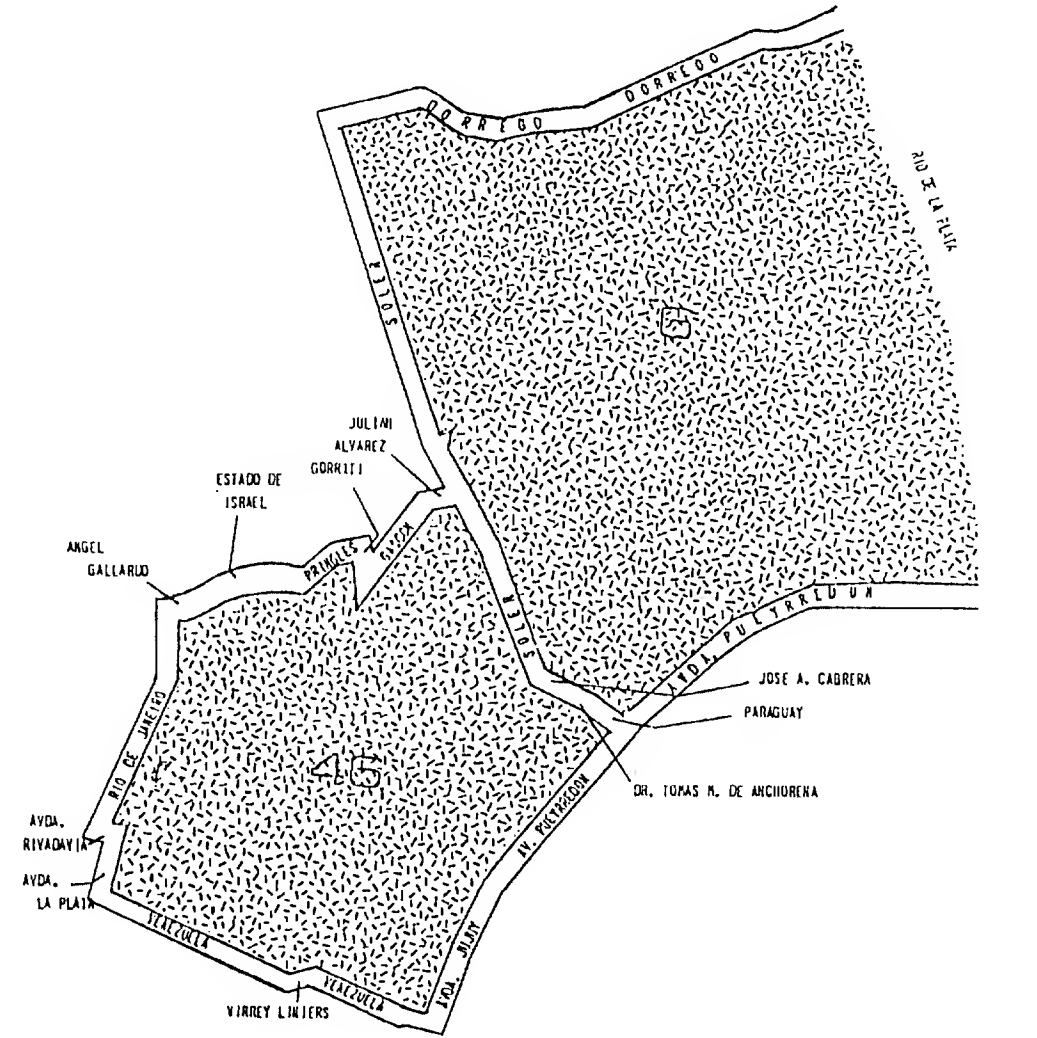 DORREGO
DORREGO
RIO DE LA PLATA
SOLER
5
JULIAN
ALVAREZ
GORRITI
ESTADO DE
ISRAEL
ANGEL
GALLARDO
PRINGLES
SOLER
AVDA. PUEYRREDON
JOSE A. CABRERA
PARAGUAY
DR. TOMAS M. DE ANCHORENA
RIO DE JANEIRO
46
AV. PUEYRREDON
AVDA.
RIVADAVIA
AVDA.
LA PLATA
VENEZUELA
VENEZUELA
AVDA. JUJUY
VIRREY LINIERS